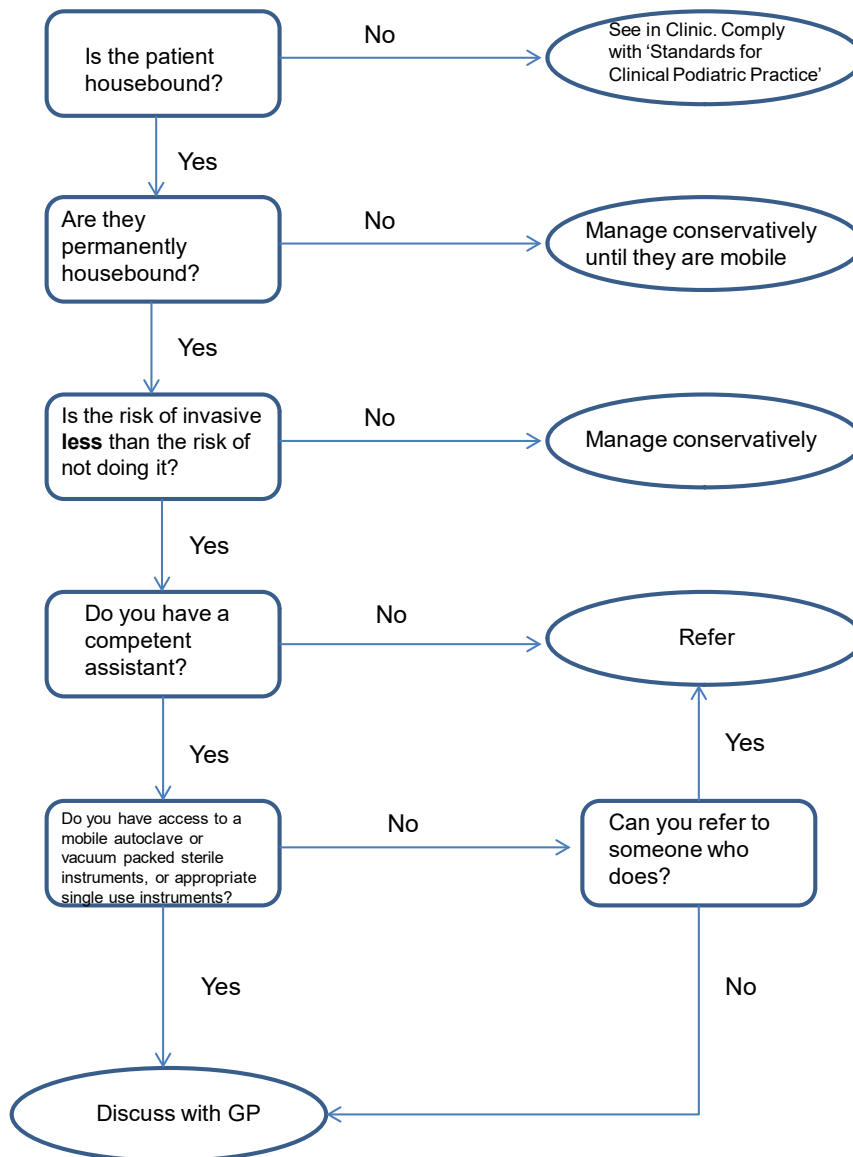 Is the patient
housebound?
No
See in Clinic. Comply
with ‘Standards for
Clinical Podiatric Practice’
Yes
Are they
permanently
housebound?
No
Manage conservatively
until they are mobile
Yes
Is the risk of invasive
less than the risk of
not doing it?
No
Manage conservatively
Yes
Do you have a
competent
assistant?
No
Refer
Yes
Yes
Do you have access to a
mobile autoclave or
vacuum packed sterile
instruments, or appropriate
single use instruments?
No
Can you refer to
someone who
does?
Yes
No
Discuss with GP